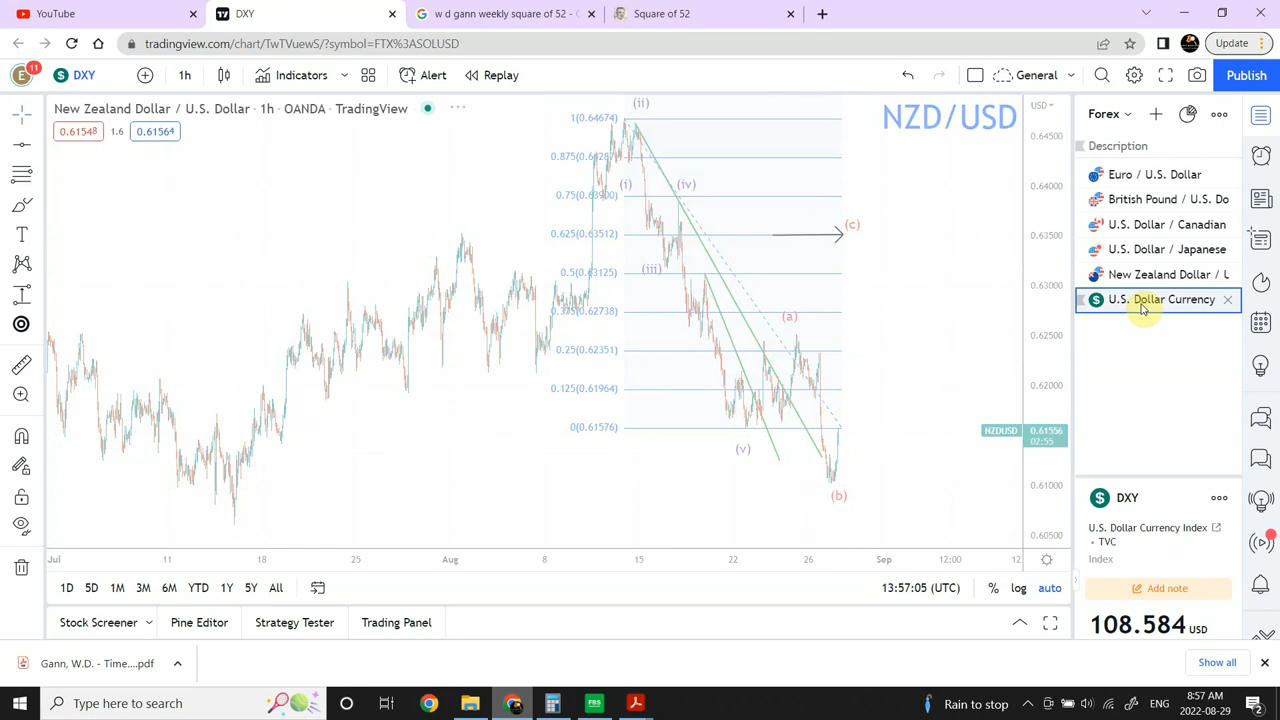 YouTube
DXY
w d gann weekly square of 52 - G
Square of 52
tradingview.com/chart/TwTVuewS/?symbol=FTX%3ASOLUSD
Update
E
11
DXY
1h
Indicators
Alert
Replay
General
Publish
New Zealand Dollar / U.S. Dollar · 1h · OANDA · TradingView
0.61548
1.6
0.61564
NZD/USD
USD
(ii)
1(0.64674)
0.875(0.64287)
(i)
(iv)
0.75(0.63900)
0.625(0.63512)
(c)
(iii)
0.5(0.63125)
0.375(0.62738)
(a)
0.25(0.62351)
0.125(0.61964)
0(0.61576)
(v)
(b)
0.64500
0.64000
0.63500
0.63000
0.62500
0.62000
NZDUSD
0.61556
02:55
0.61000
0.60500
Jul
11
18
25
Aug
8
15
22
26
Sep
12:00
12
1D
5D
1M
3M
6M
YTD
1Y
5Y
All
13:57:05 (UTC)
%
log
auto
Stock Screener
Pine Editor
Strategy Tester
Trading Panel
Forex
Description
Euro / U.S. Dollar
British Pound / U.S. Do
U.S. Dollar / Canadian
U.S. Dollar / Japanese
New Zealand Dollar / U
U.S. Dollar Currency
DXY
U.S. Dollar Currency Index
• TVC
Index
Add note
108.584 USD
Gann, W.D. - Time....pdf
Show all
Type here to search
FBS
Rain to stop
ENG
8:57 AM
2022-08-29
2